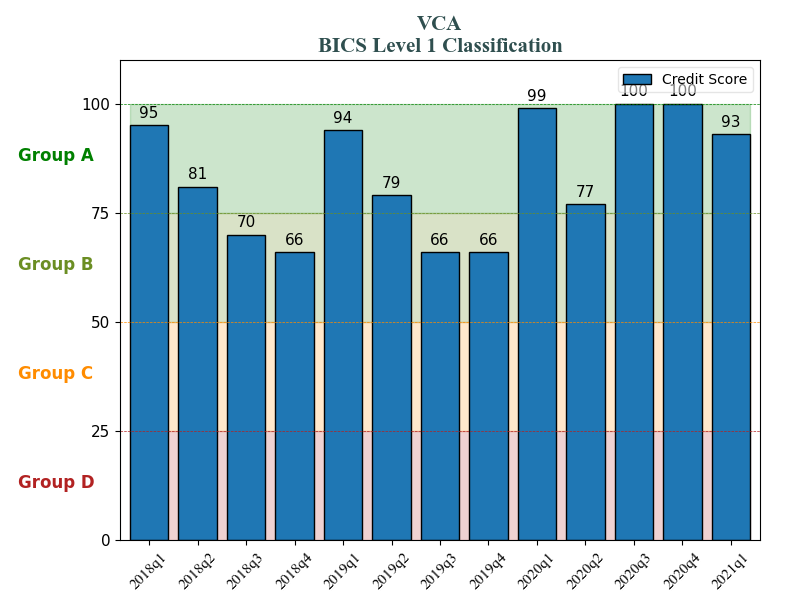 VCA
BICS Level 1 Classification
Credit Score
100
75
50
25
0
Group A
Group B
Group C
Group D
95
81
70
66
94
79
66
66
99
77
100
100
93
2018q1
2018q2
2018q3
2018q4
2019q1
2019q2
2019q3
2019q4
2020q1
2020q2
2020q3
2020q4
2021q1